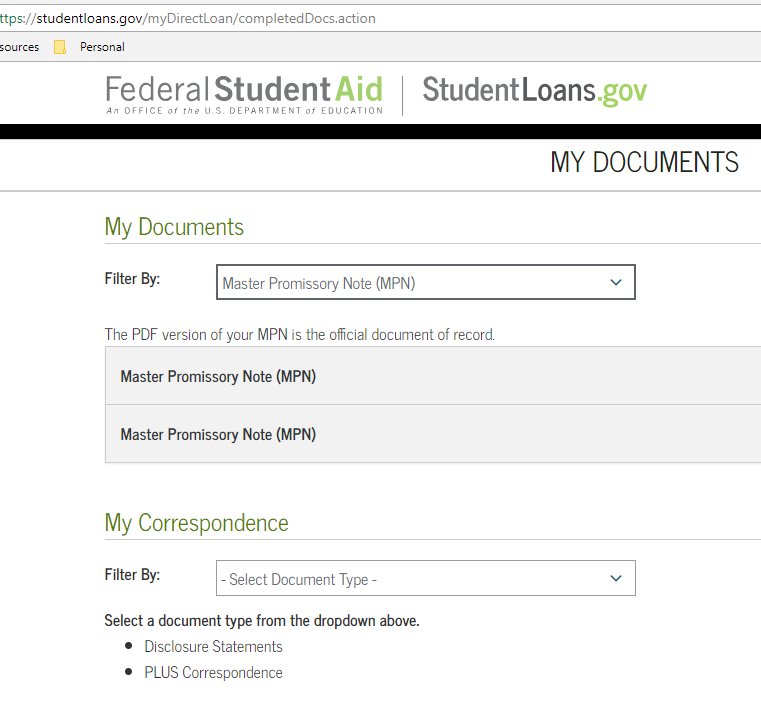 ttps://studentloans.gov/myDirectLoan/completedDocs.action
sources Personal
Federal Student Aid StudentLoans.gov
An OFFICE of the U.S. DEPARTMENT of EDUCATION
MY DOCUMENTS
My Documents
Filter By: Master Promissory Note (MPN)
The PDF version of your MPN is the official document of record.
Master Promissory Note (MPN)
Master Promissory Note (MPN)
My Correspondence
Filter By: - Select Document Type -
Select a document type from the dropdown above.
• Disclosure Statements
• PLUS Correspondence